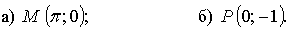 а) M(π;0);     б) P(0;−1).